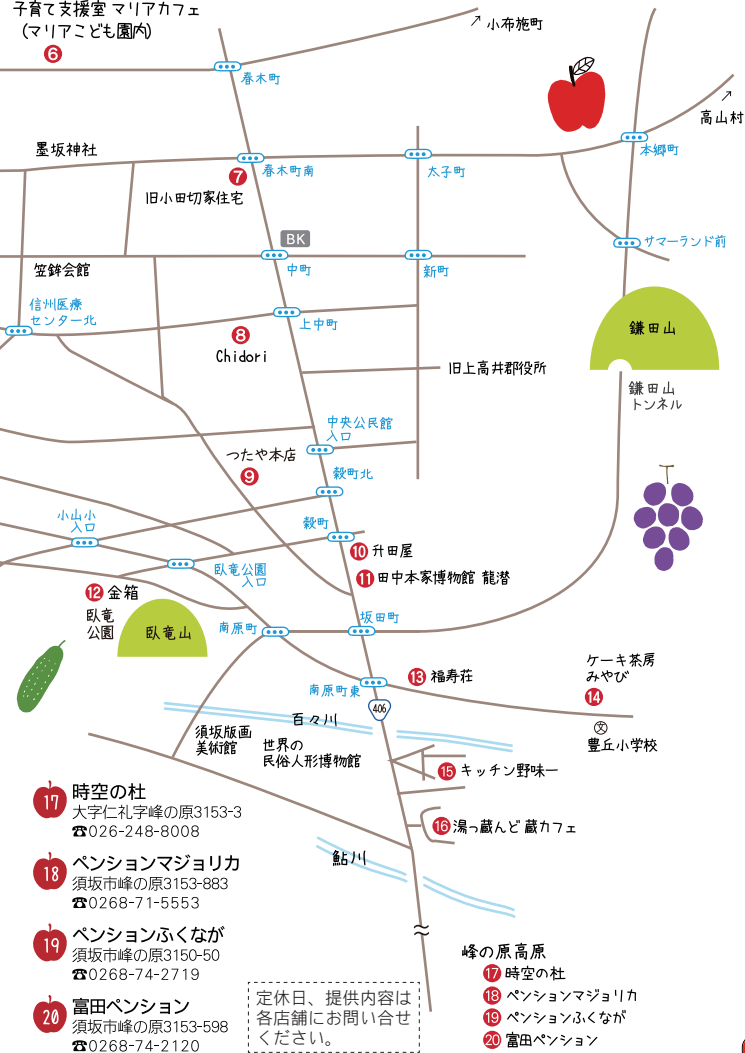 子育て支援室 マリアカフェ
(マリアこども園内)
6
↗ 小布施町
春木町
↗
高山村
墨坂神社
春木町南
7
太子町
本郷町
旧小田切家住宅
BK
サマーランド前
笠鉾会館
中町
新町
信州医療
センター北
上中町
8
Chidori
鎌田山
旧上高井郡役所
鎌田山
トンネル
中央公民館
入口
つたや本店
9
穀町北
小山小
入口
穀町
10 升田屋
臥竜公園
入口
11 田中本家博物館 龍潜
12 金箱
臥竜
公園
臥竜山
南原町
坂田町
ケーキ茶房
みやび
14
13 福寿荘
南原町東
406
百々川
須坂版画
美術館
世界の
民俗人形博物館
文
豊丘小学校
15 キッチン野味一
16 湯っ蔵んど 蔵カフェ
鮎川
17
時空の杜
大字仁礼字峰の原3153-3
☎026-248-8008
18
ペンションマジョリカ
須坂市峰の原3153-883
☎0268-71-5553
19
ペンションふくなが
須坂市峰の原3150-50
☎0268-74-2719
20
富田ペンション
須坂市峰の原3153-598
☎0268-74-2120
定休日、提供内容は
各店舗にお問い合せ
ください。
峰の原高原
17 時空の杜
18 ペンションマジョリカ
19 ペンションふくなが
20 富田ペンション